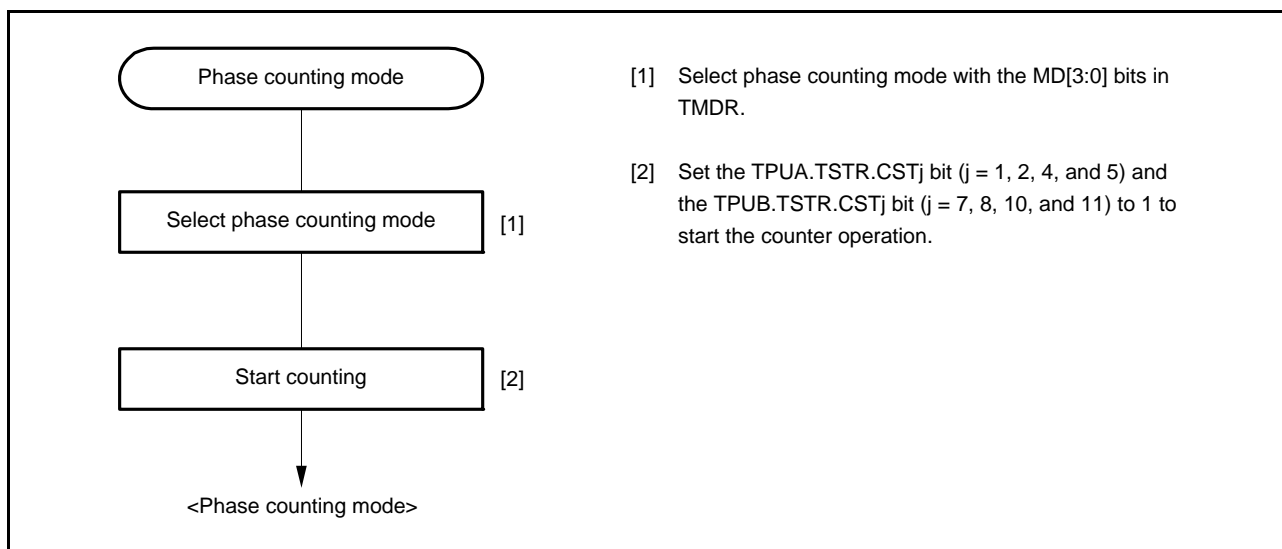 Phase counting mode
Select phase counting mode
[1]
Start counting
[2]
<Phase counting mode>
[1] Select phase counting mode with the MD[3:0] bits in
TMDR.
[2] Set the TPUA.TSTR.CSTj bit (j = 1, 2, 4, and 5) and
the TPUB.TSTR.CSTj bit (j = 7, 8, 10, and 11) to 1 to
start the counter operation.